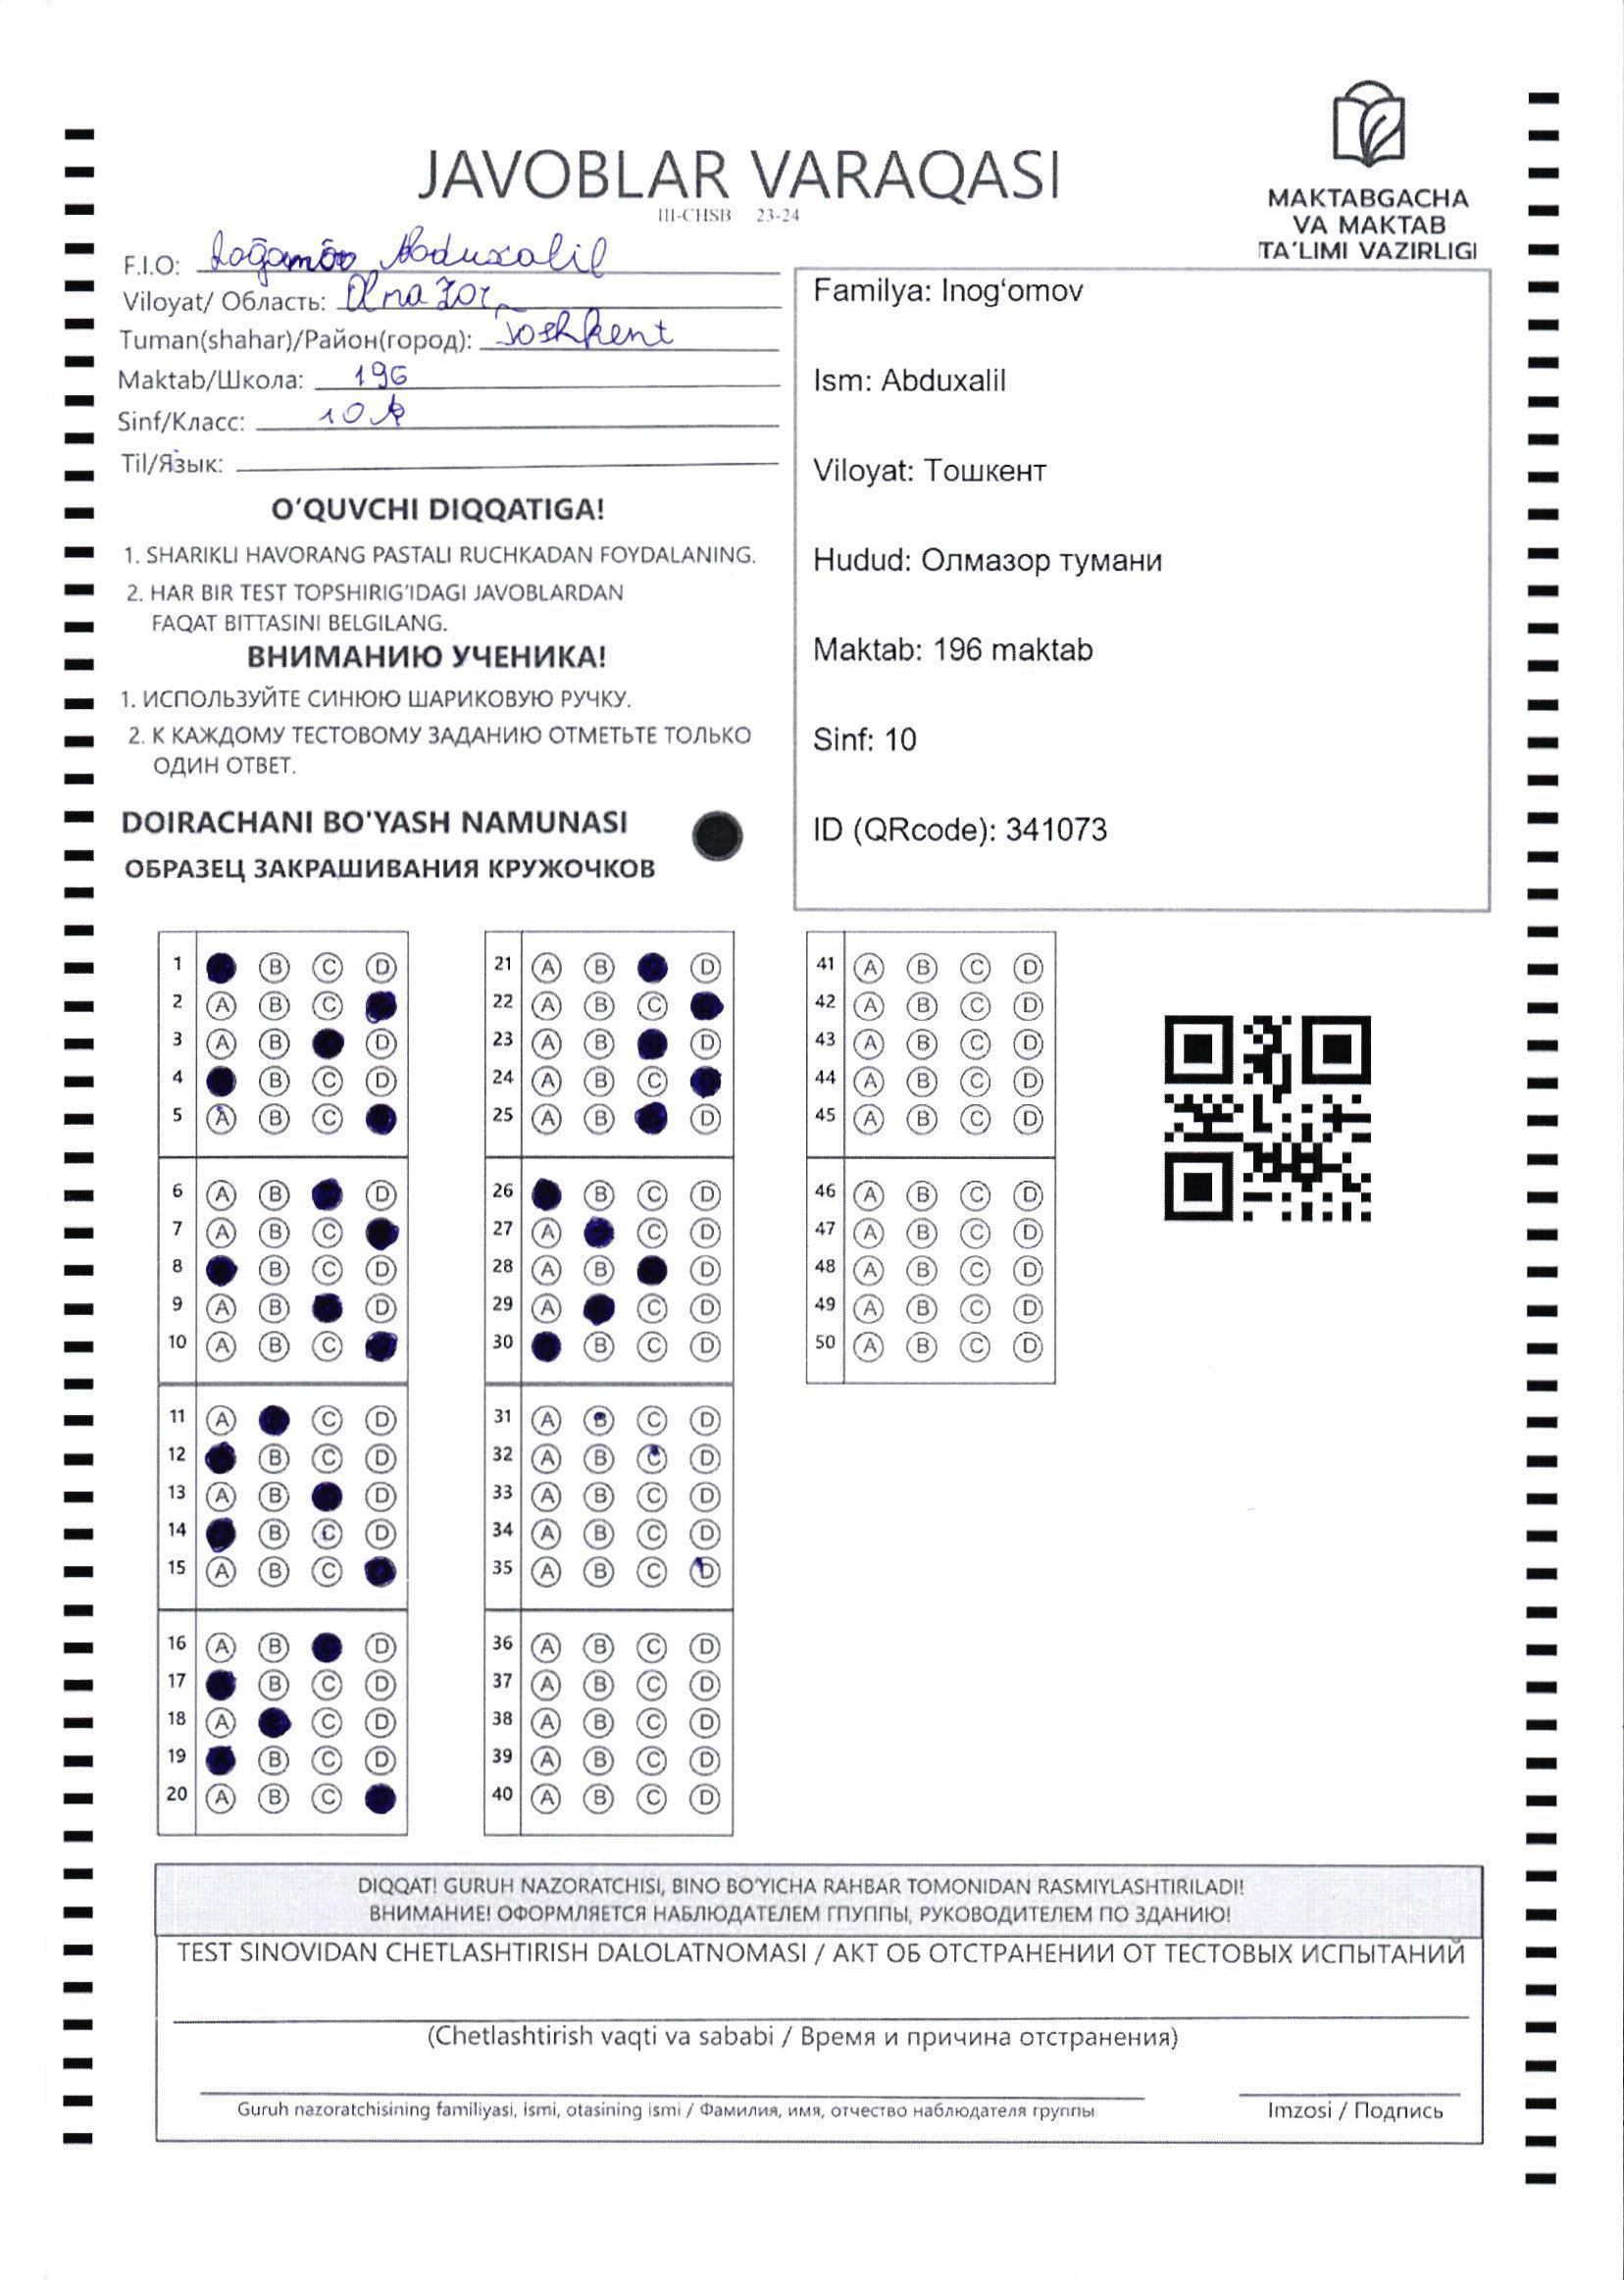 JAVOBLAR VARAQASI
III-CHSB 23-24
MAKTABGACHA
VA MAKTAB
TA'LIMI VAZIRLIGI
F.I.O: Abduxalil
Viloyat/ Область: Olmazor
Tuman(shahar)/Район(город): Toshkent
Maktab/Школа: 196
Sinf/Класс: 10 A
Til/Язык:
O'QUVCHI DIQQATIGA!
1. SHARIKLI HAVORANG PASTALI RUCHKADAN FOYDALANING.
2. HAR BIR TEST TOPSHIRIG'IDAGI JAVOBLARDAN
FAQAT BITTASINI BELGILANG.
ВНИМАНИЮ УЧЕНИКА!
1. ИСПОЛЬЗУЙТЕ СИНЮЮ ШАРИКОВУЮ РУЧКУ.
2. К КАЖДОМУ ТЕСТОВОМУ ЗАДАНИЮ ОТМЕТЬТЕ ТОЛЬКО
ОДИН ОТВЕТ.
DOIRACHANI BO'YASH NAMUNASI
ОБРАЗЕЦ ЗАКРАШИВАНИЯ КРУЖОЧКОВ
Familya: Inog‘omov
Ism: Abduxalil
Viloyat: Тошкент
Hudud: Олмазор тумани
Maktab: 196 maktab
Sinf: 10
ID (QRcode): 341073
1 B C D
2 A B C
3 A B D
4 B C D
5 A B C
6 A B D
7 A B C
8 B C D
9 A B D
10 A B C
11 A C D
12 B C D
13 A B D
14 B C D
15 A B C
16 A B D
17 B C D
18 A C D
19 B C D
20 A B C
21 A B D
22 A B C
23 A B D
24 A B C
25 A B D
26 B C D
27 A C D
28 A B D
29 A C D
30 B C D
31 A B C D
32 A B C D
33 A B C D
34 A B C D
35 A B C D
36 A B C D
37 A B C D
38 A B C D
39 A B C D
40 A B C D
41 A B C D
42 A B C D
43 A B C D
44 A B C D
45 A B C D
46 A B C D
47 A B C D
48 A B C D
49 A B C D
50 A B C D
DIQQAT! GURUH NAZORATCHISI, BINO BO'YICHA RAHBAR TOMONIDAN RASMIYLASHTIRILADI!
ВНИМАНИЕ! ОФОРМЛЯЕТСЯ НАБЛЮДАТЕЛЕМ ГПУППЫ, РУКОВОДИТЕЛЕМ ПО ЗДАНИЮ!
TEST SINOVIDAN CHETLASHTIRISH DALOLATNOMASI / АКТ ОБ ОТСТРАНЕНИИ ОТ ТЕСТОВЫХ ИСПЫТАНИЙ
(Chetlashtirish vaqti va sababi / Время и причина отстранения)
Guruh nazoratchisining familiyasi, ismi, otasining ismi / Фамилия, имя, отчество наблюдателя группы
Imzosi / Подпись